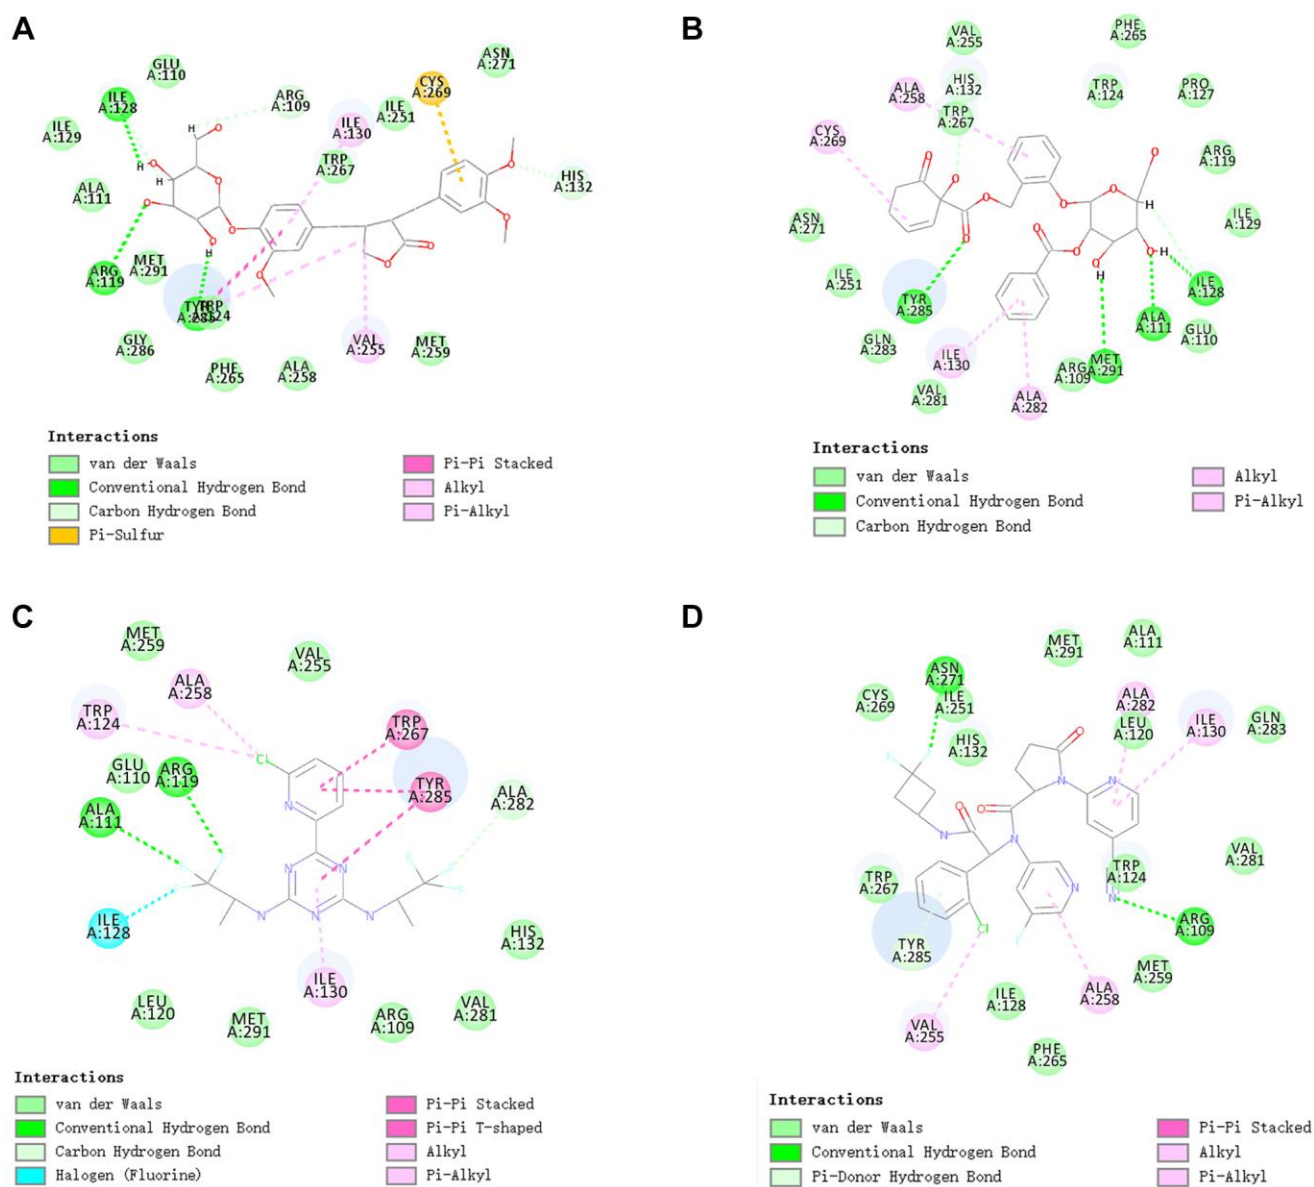 A
GLU
A:110
ILE
A:128
ARG
A:109
ILE
A:129
ILE
A:130
ILE
A:251
CYS
A:269
ASN
A:271
TRP
A:267
HIS
A:132
ALA
A:111
MET
A:291
ARG
A:119
TYR
A:285
TRP
A:124
GLY
A:286
PHE
A:265
ALA
A:258
VAL
A:255
MET
A:259
H
O
H
H
O
O
O
O
H
O
O
O
O
O
O
O
Interactions
van der Waals
Conventional Hydrogen Bond
Carbon Hydrogen Bond
Pi-Sulfur
Pi-Pi Stacked
Alkyl
Pi-Alkyl
B
VAL
A:255
PHE
A:265
ALA
A:258
HIS
A:132
TRP
A:124
PRO
A:127
CYS
A:269
TRP
A:267
ARG
A:119
ASN
A:271
ILE
A:129
ILE
A:251
TYR
A:285
ILE
A:128
GLN
A:283
ALA
A:111
GLU
A:110
ILE
A:130
ARG
A:109
MET
A:291
VAL
A:281
ALA
A:282
O
H
O
O
O
O
O
O
H
O
O
O
H
O
H
Interactions
van der Waals
Conventional Hydrogen Bond
Carbon Hydrogen Bond
Alkyl
Pi-Alkyl
C
MET
A:259
VAL
A:255
ALA
A:258
TRP
A:124
TRP
A:267
GLU
A:110
ARG
A:119
TYR
A:285
ALA
A:282
ALA
A:111
ILE
A:128
HIS
A:132
ILE
A:130
LEU
A:120
MET
A:291
ARG
A:109
VAL
A:281
Cl
N
N
N
F
F
F
F
F
F
N
N
N
Interactions
van der Waals
Conventional Hydrogen Bond
Carbon Hydrogen Bond
Halogen (Fluorine)
Pi-Pi Stacked
Pi-Pi T-shaped
Alkyl
Pi-Alkyl
D
ASN
A:271
MET
A:291
ALA
A:111
CYS
A:269
ILE
A:251
ALA
A:282
HIS
A:132
LEU
A:120
ILE
A:130
GLN
A:283
TRP
A:267
TRP
A:124
VAL
A:281
TYR
A:285
ARG
A:109
ILE
A:128
ALA
A:258
MET
A:259
VAL
A:255
PHE
A:265
F
F
O
O
O
N
N
N
N
N
N
Cl
F
Interactions
van der Waals
Conventional Hydrogen Bond
Pi-Donor Hydrogen Bond
Pi-Pi Stacked
Alkyl
Pi-Alkyl